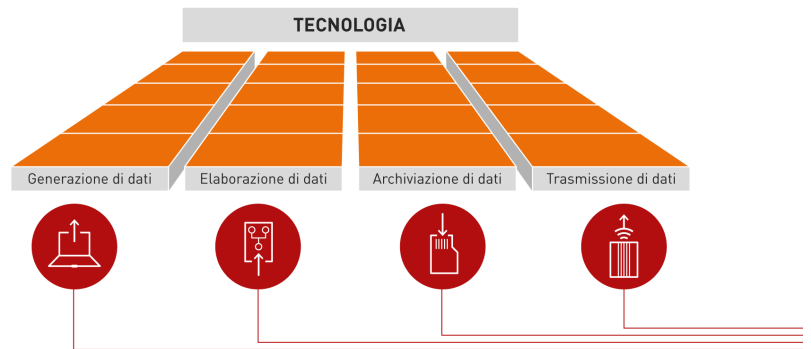 TECNOLOGIA
Generazione di dati
Elaborazione di dati
Archiviazione di dati
Trasmissione di dati